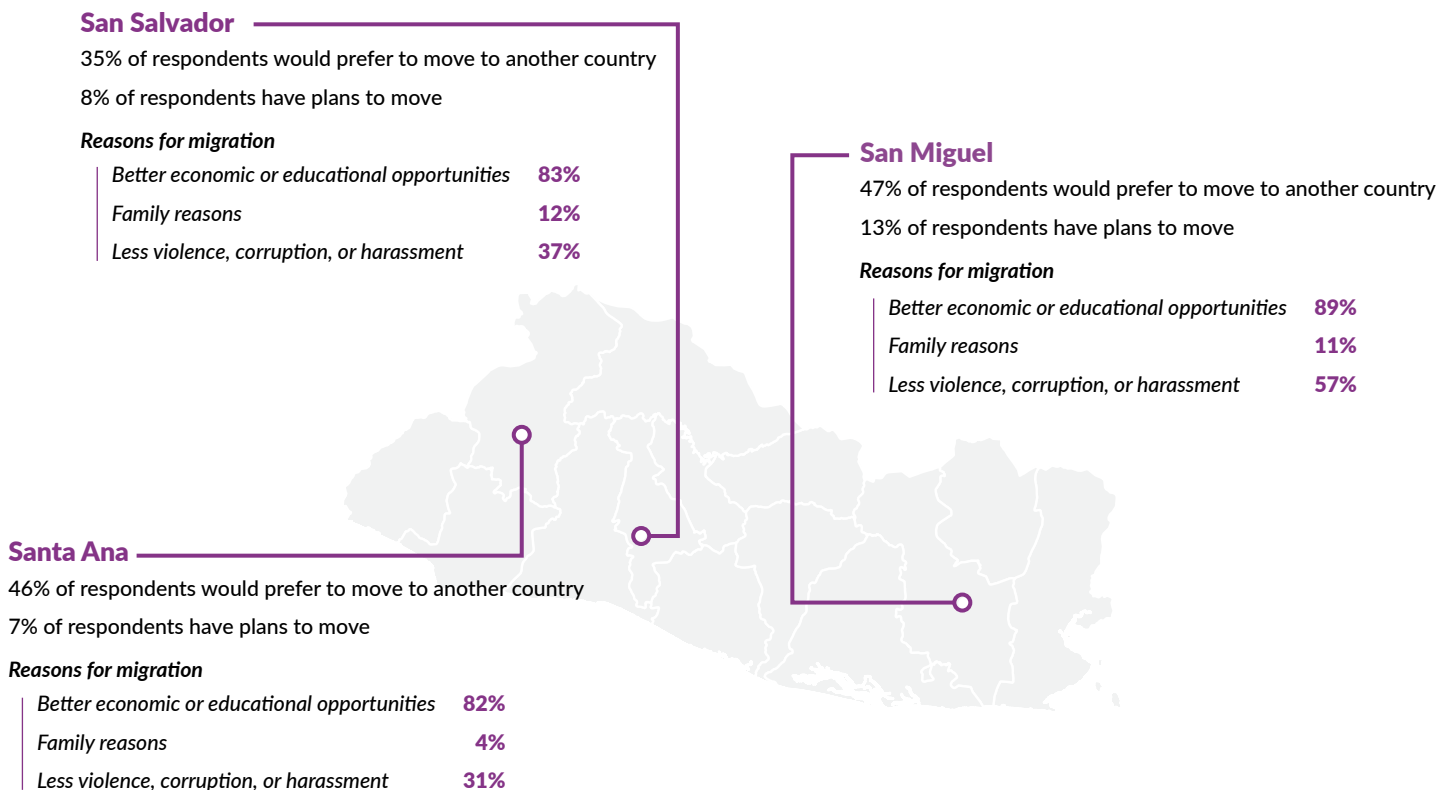 San Salvador
35% of respondents would prefer to move to another country
8% of respondents have plans to move
Reasons for migration
Better economic or educational opportunities 83%
Family reasons 12%
Less violence, corruption, or harassment 37%
San Miguel
47% of respondents would prefer to move to another country
13% of respondents have plans to move
Reasons for migration
Better economic or educational opportunities 89%
Family reasons 11%
Less violence, corruption, or harassment 57%
Santa Ana
46% of respondents would prefer to move to another country
7% of respondents have plans to move
Reasons for migration
Better economic or educational opportunities 82%
Family reasons 4%
Less violence, corruption, or harassment 31%